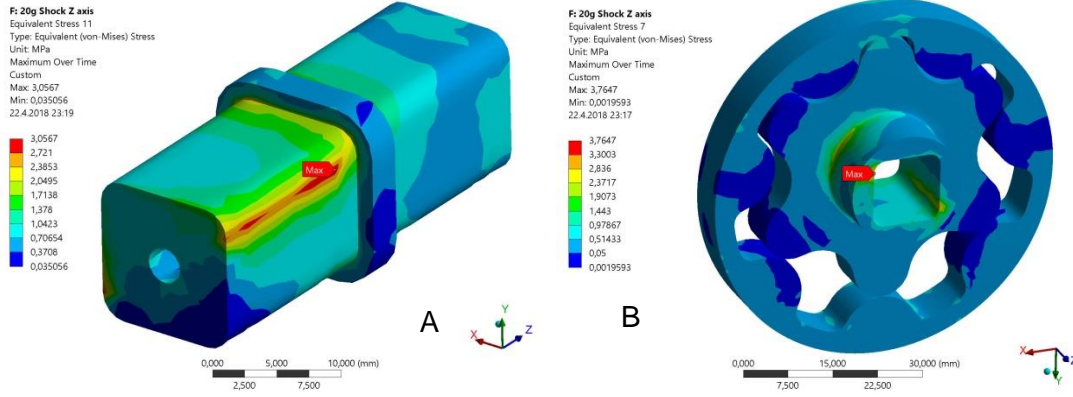 F: 20g Shock Z axis
Equivalent Stress 11
Type: Equivalent (von-Mises) Stress
Unit: MPa
Maximum Over Time
Custom
Max: 3,0567
Min: 0,035056
22.4.2018 23:19
3,0567
2,721
2,3853
2,0495
1,7138
1,378
1,0423
0,70654
0,3708
0,035056
Max
A
Y
X
Z
0,000 5,000 10,000 (mm)
2,500 7,500
F: 20g Shock Z axis
Equivalent Stress 7
Type: Equivalent (von-Mises) Stress
Unit: MPa
Maximum Over Time
Custom
Max: 3,7647
Min: 0,0019593
22.4.2018 23:17
3,7647
3,3003
2,836
2,3717
1,9073
1,443
0,97867
0,51433
0,05
0,0019593
Max
B
X
Z
Y
0,000 15,000 30,000 (mm)
7,500 22,500